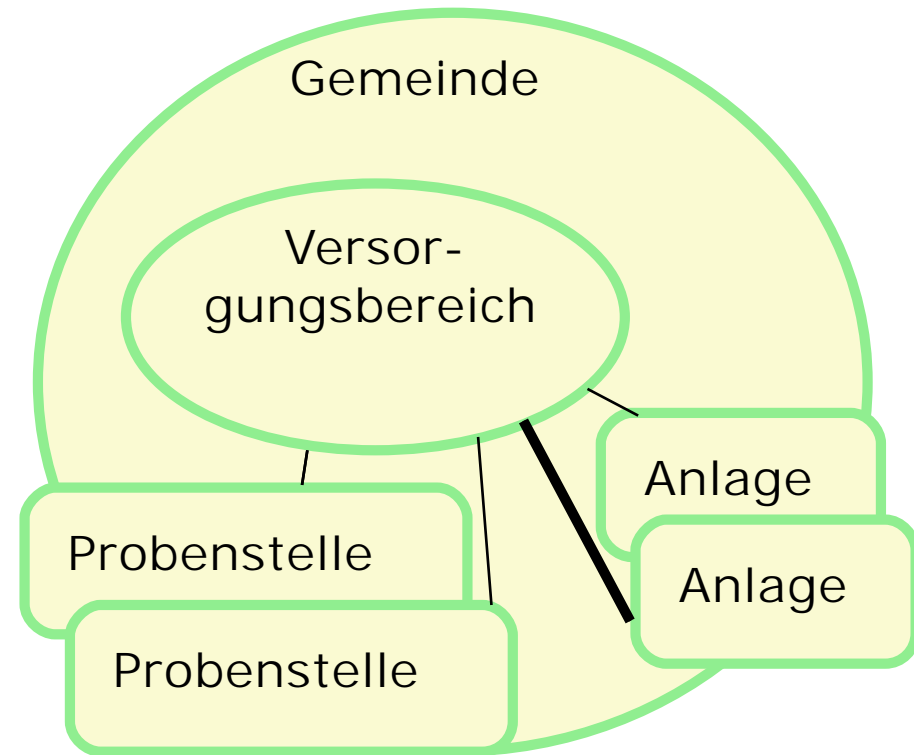 Gemeinde
Versor-
gungsbereich
Anlage
Probenstelle
Anlage
Probenstelle